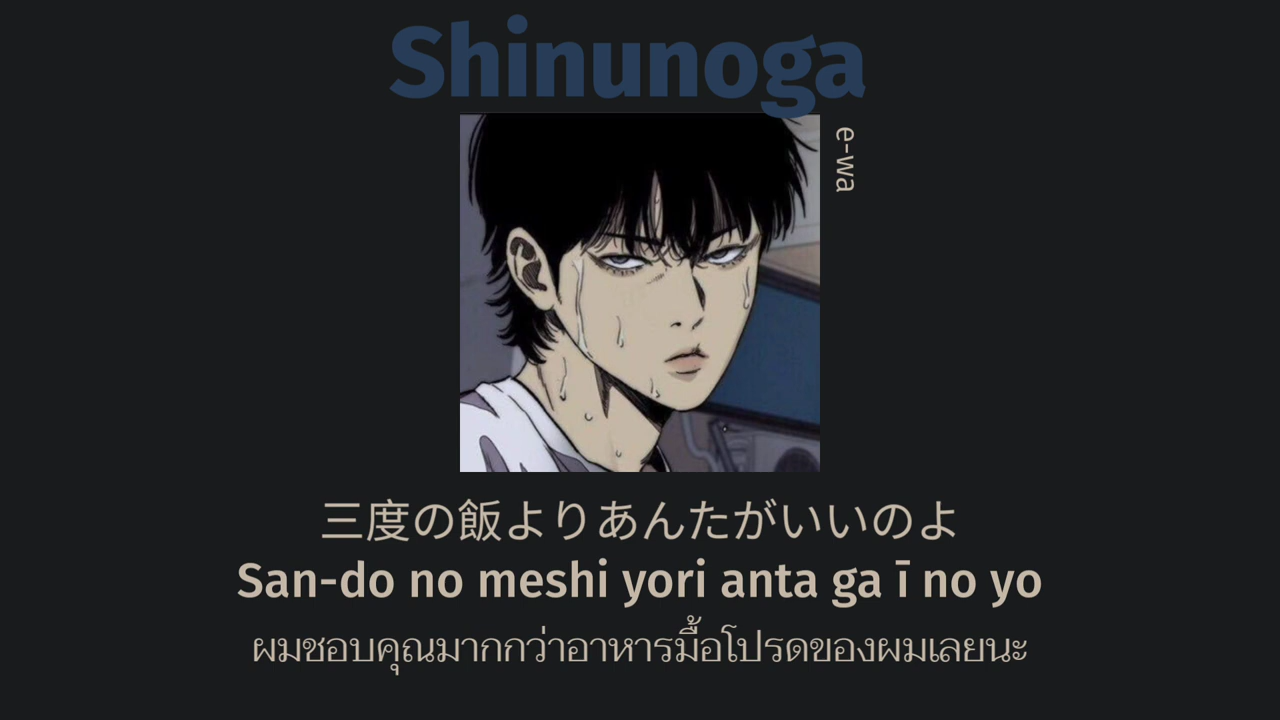 Shinunoga
e-wa
三度の飯よりあんたがいいのよ
San-do no meshi yori anta ga ī no yo
ผมชอบคุณมากกว่าอาหารมื้อโปรดของผมเลยนะ